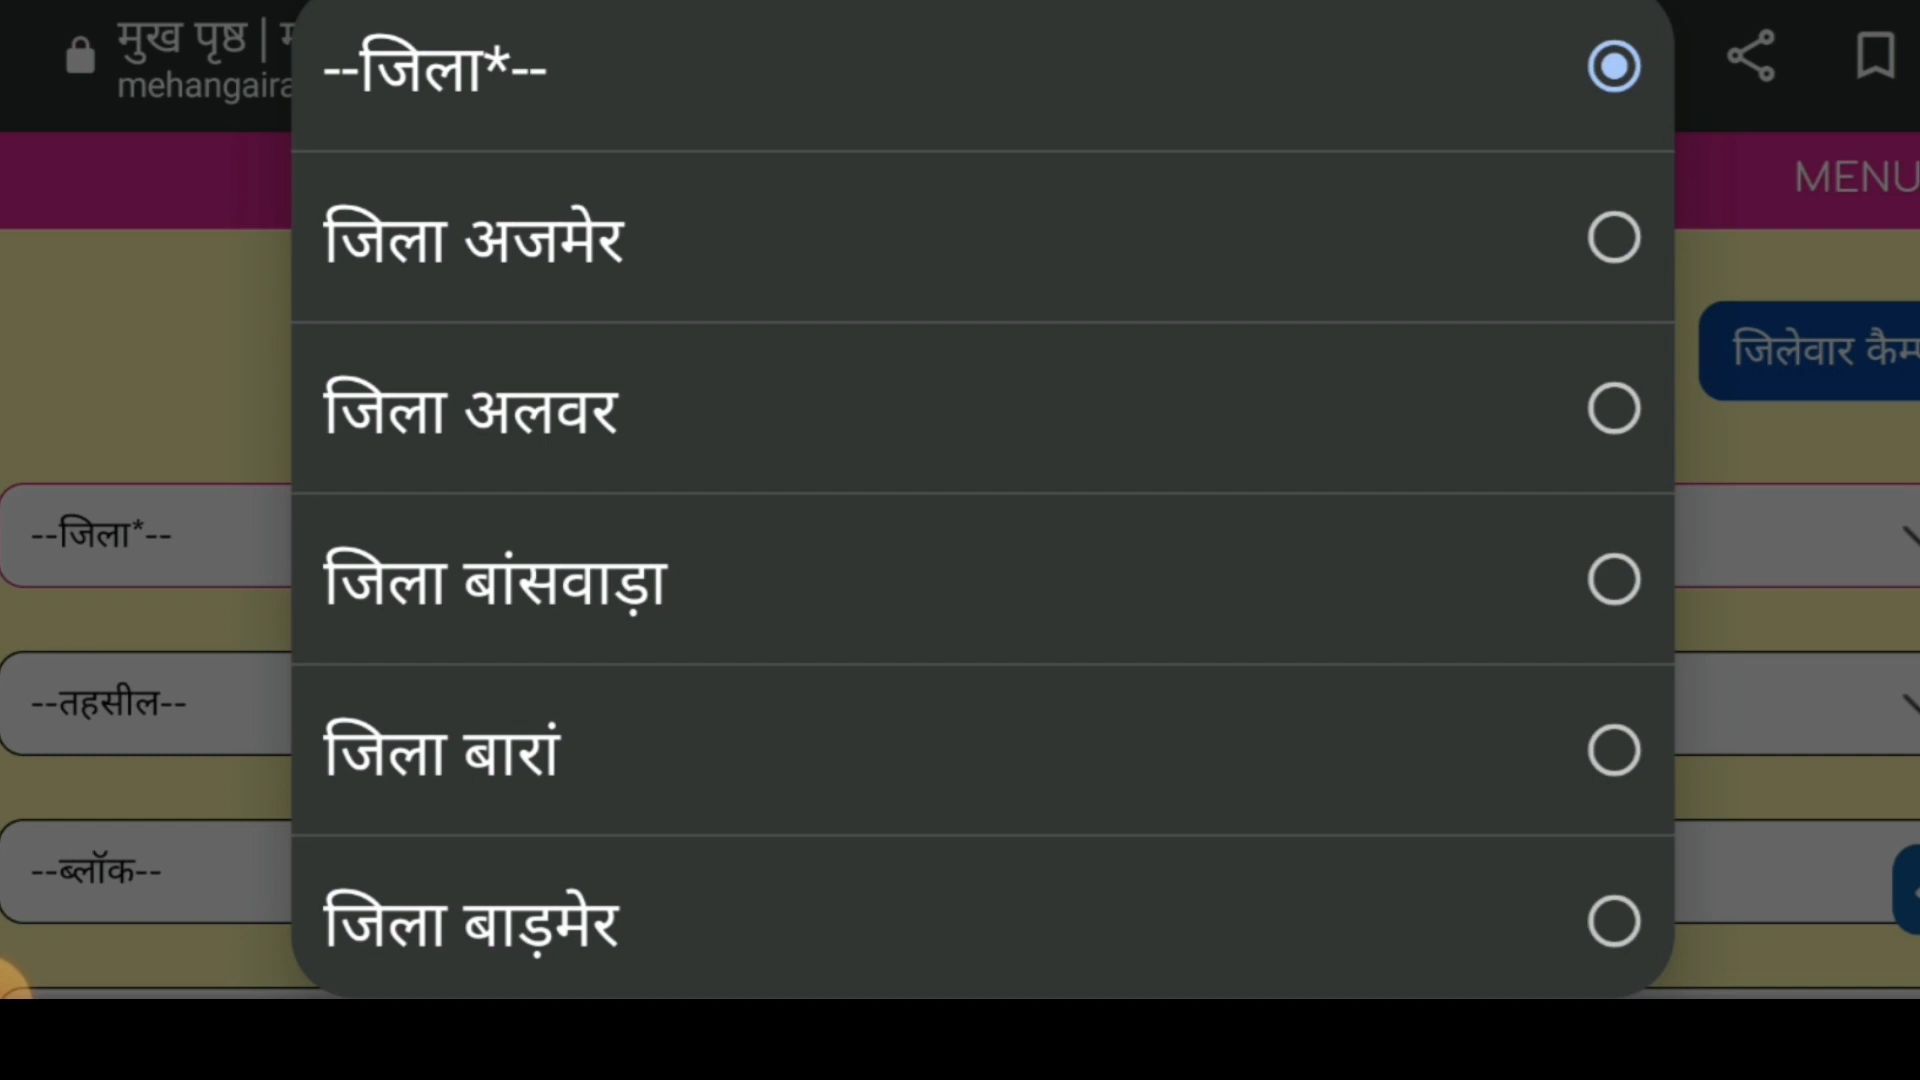 मुख पृष्ठ |
mehangaira
--जिला*--
जिला अजमेर
MENU
जिला अलवर
जिलेवार
--जिला*--
जिला बांसवाड़ा
--तहसील--
जिला बारां
--ब्लॉक--
जिला बाड़मेर